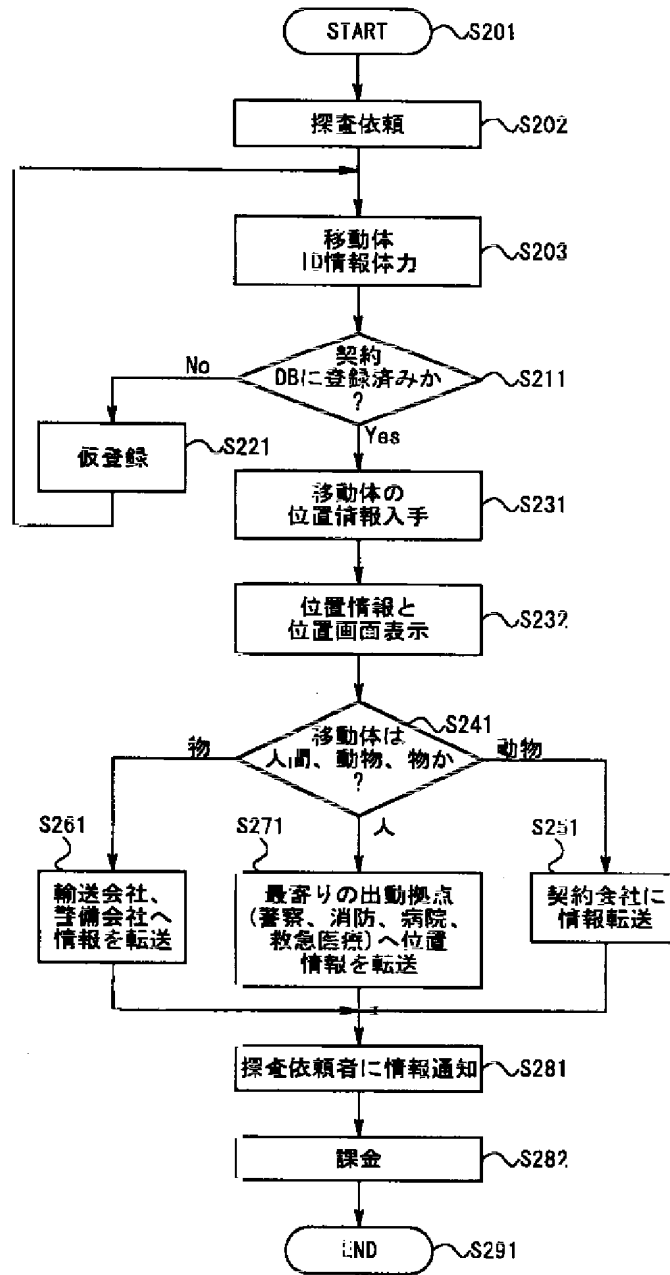 START
S201
探査依頼
S202
移動体
ID情報体力
S203
契約
DBに登録済みか
?
S211
No
Yes
仮登録
S221
移動体の
位置情報入手
S231
位置情報と
位置画面表示
S232
移動体は
人間、動物、物か
?
S241
物
人
動物
S261
輸送会社、
警備会社へ
情報を転送
S271
最寄りの出動拠点
(警察、消防、病院、
救急医療)へ位置
情報を転送
S251
契約会社に
情報転送
探査依頼者に情報通知
S281
課金
S282
END
S291